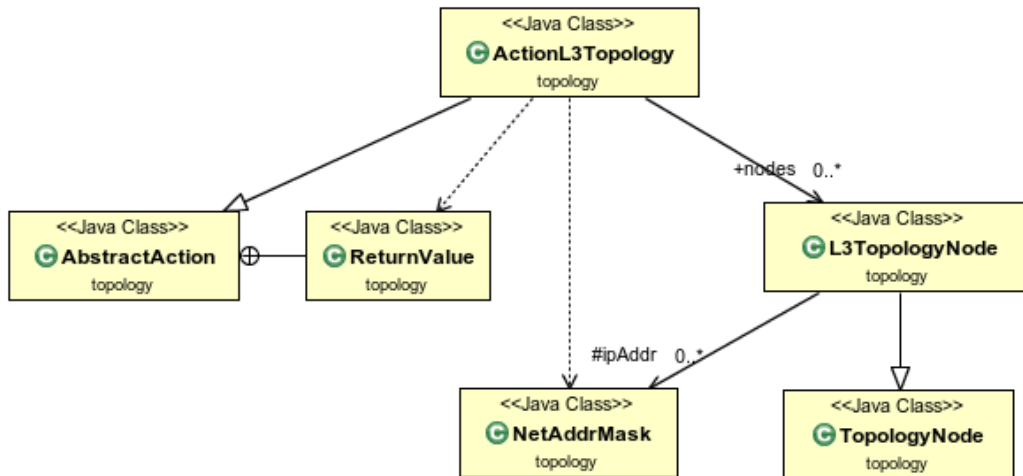 <<Java Class>>
ActionL3Topology
topology
+nodes 0..*
<<Java Class>>
AbstractAction
topology
<<Java Class>>
ReturnValue
topology
<<Java Class>>
L3TopologyNode
topology
#ipAddr 0..*
<<Java Class>>
NetAddrMask
topology
<<Java Class>>
TopologyNode
topology